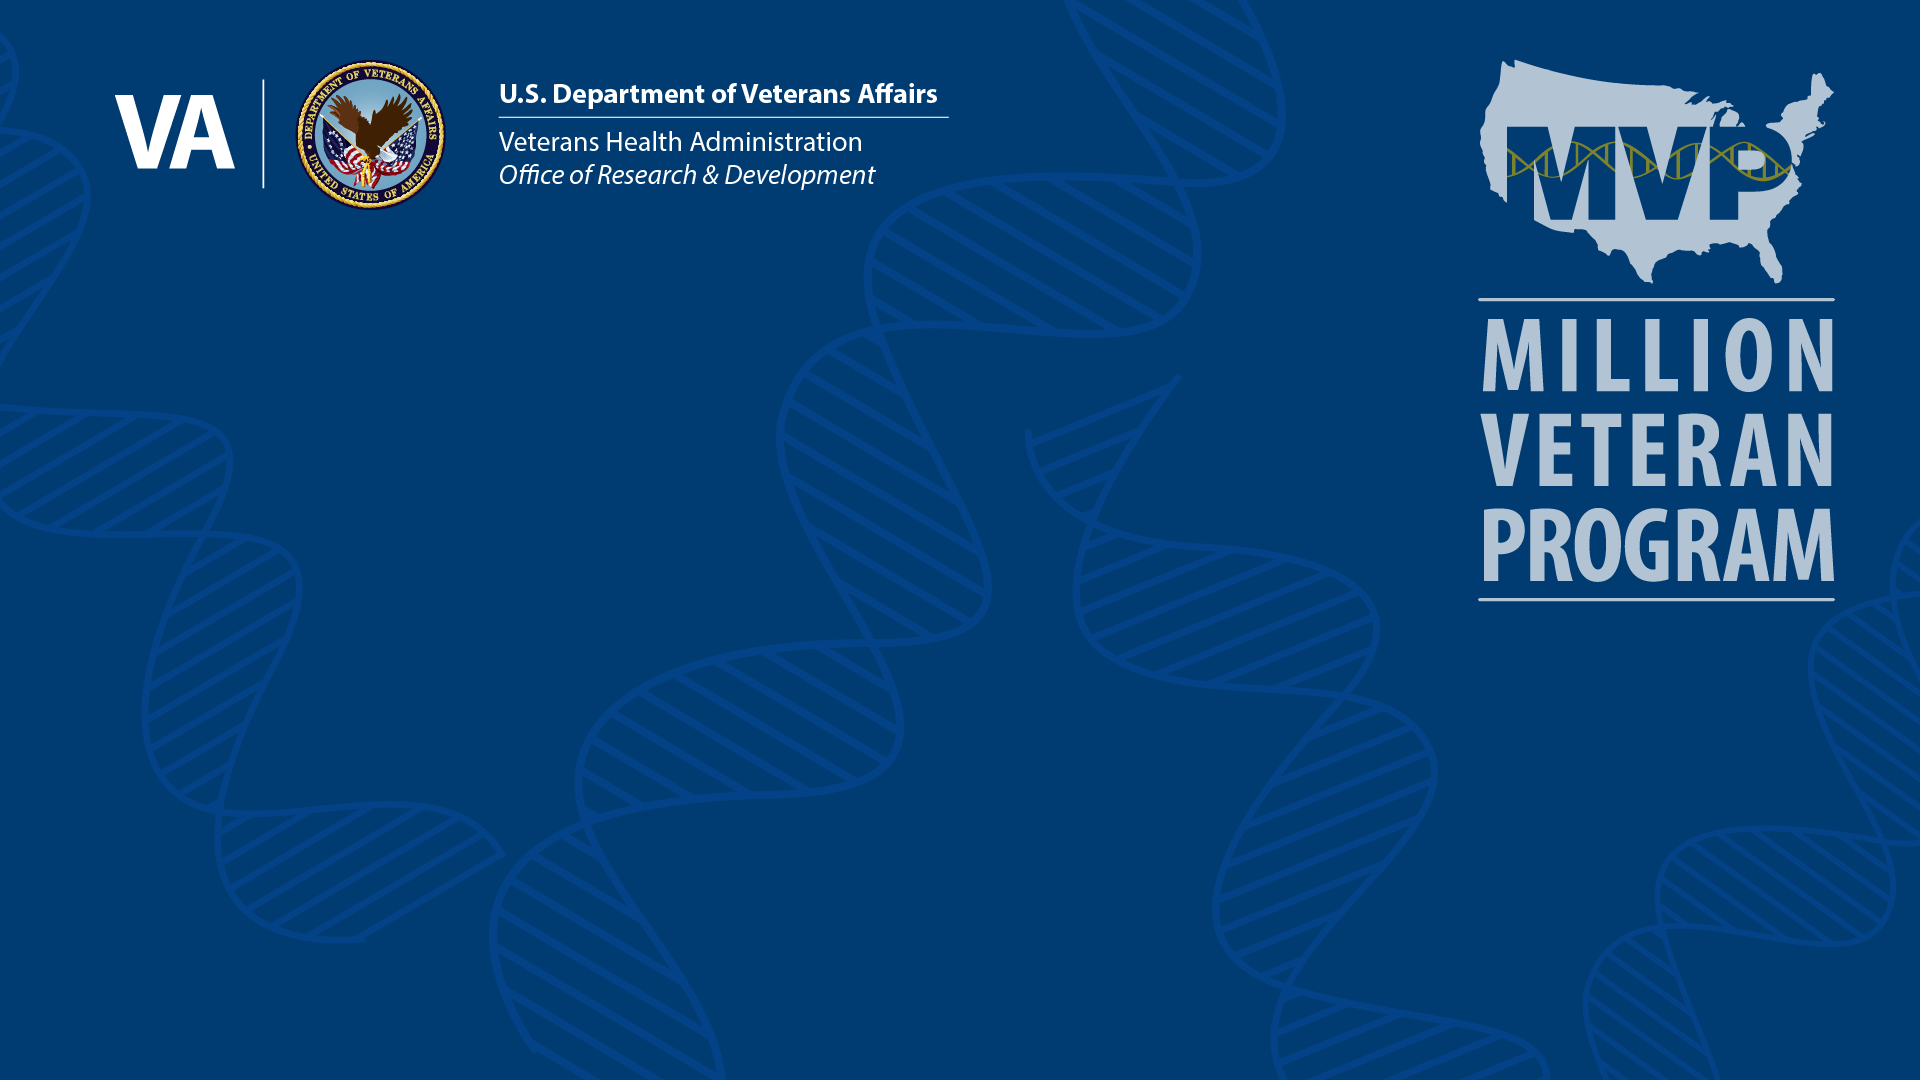 VA
DEPARTMENT OF VETERANS AFFAIRS
UNITED STATES OF AMERICA
U.S. Department of Veterans Affairs
Veterans Health Administration
Office of Research & Development
MVP
MILLION
VETERAN
PROGRAM